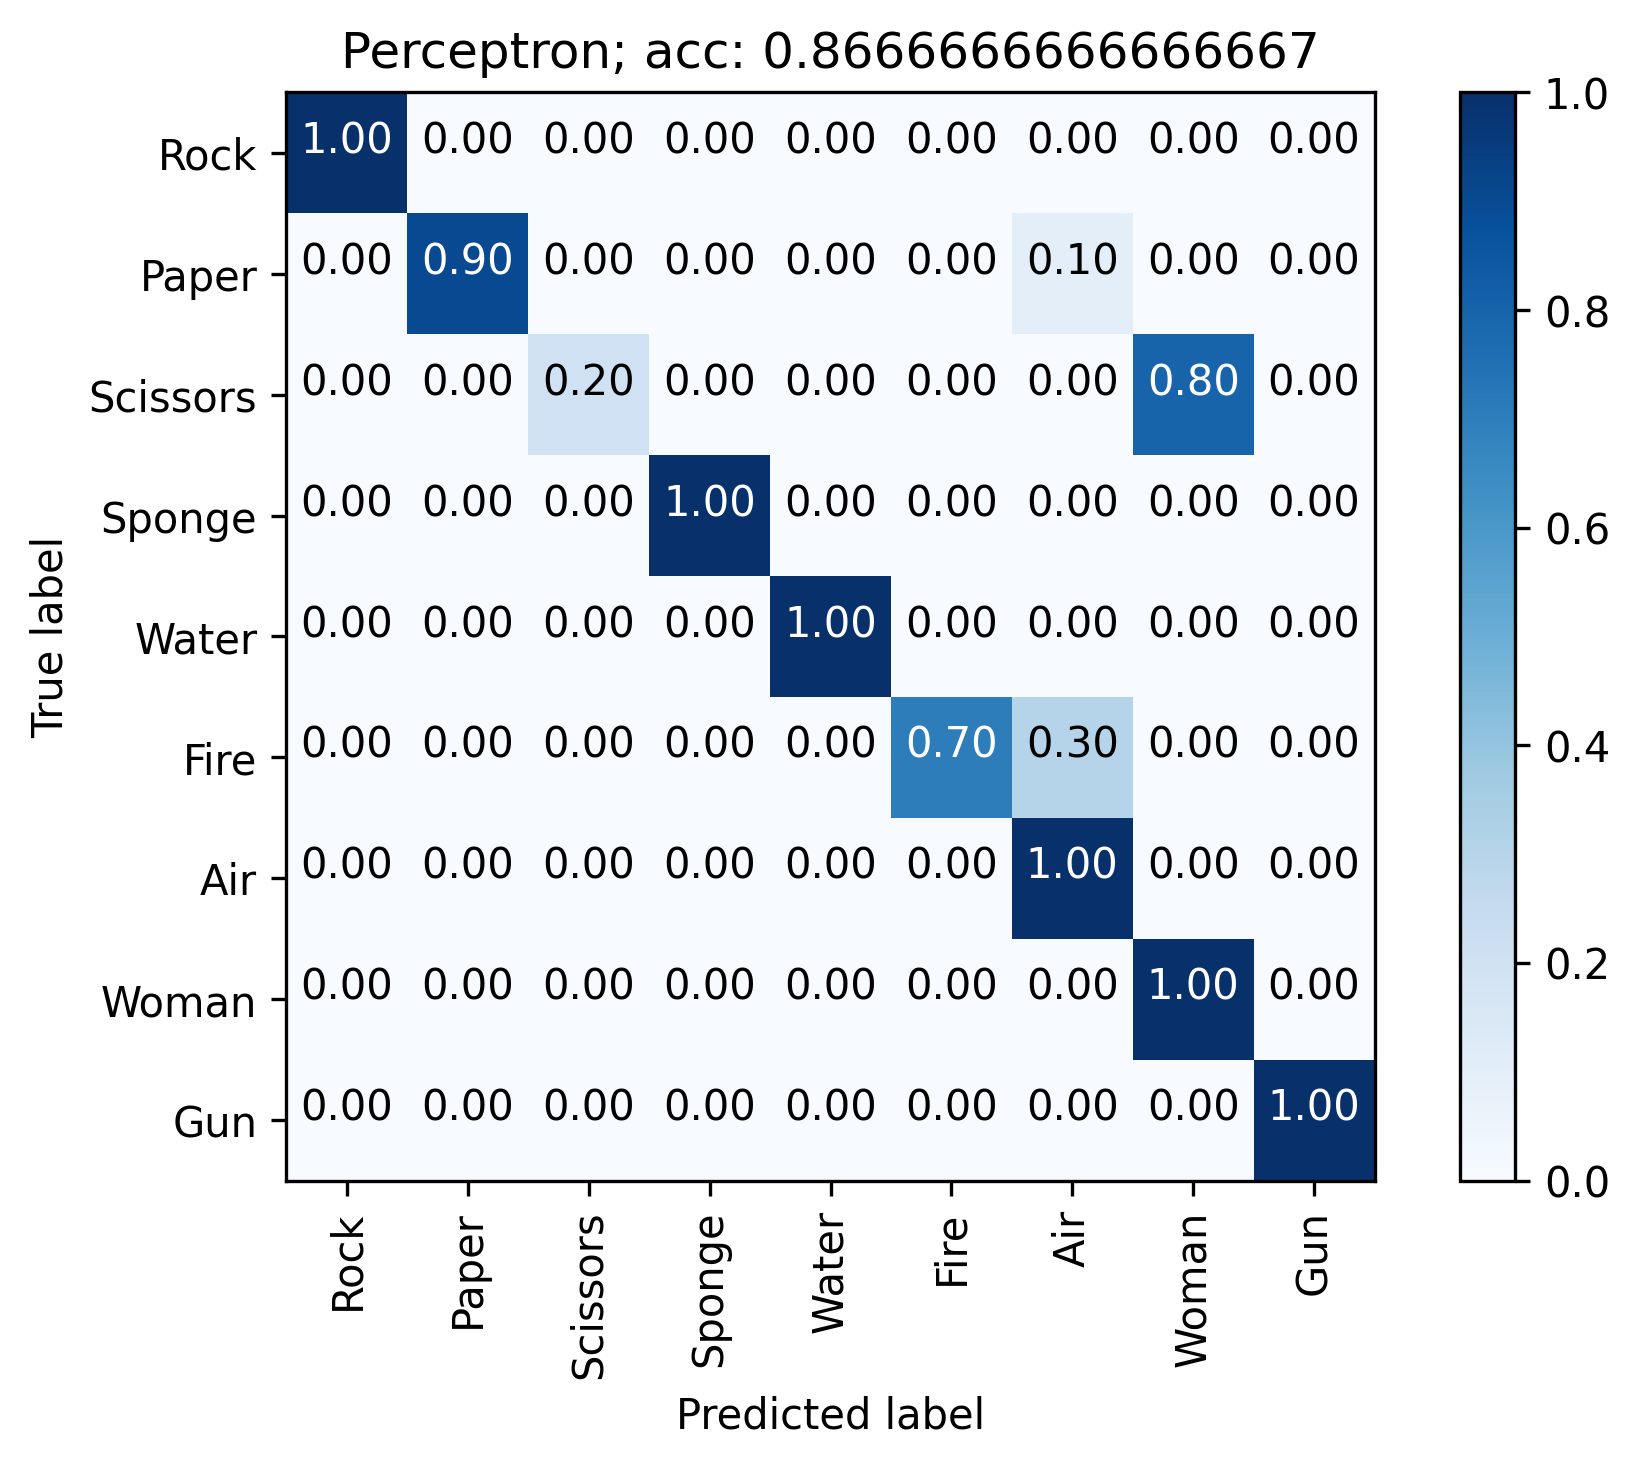 Perceptron; acc: 0.8666666666666667
Rock 1.00 0.00 0.00 0.00 0.00 0.00 0.00 0.00 0.00
Paper 0.00 0.90 0.00 0.00 0.00 0.00 0.10 0.00 0.00
Scissors 0.00 0.00 0.20 0.00 0.00 0.00 0.00 0.80 0.00
Sponge 0.00 0.00 0.00 1.00 0.00 0.00 0.00 0.00 0.00
Water 0.00 0.00 0.00 0.00 1.00 0.00 0.00 0.00 0.00
Fire 0.00 0.00 0.00 0.00 0.00 0.70 0.30 0.00 0.00
Air 0.00 0.00 0.00 0.00 0.00 0.00 1.00 0.00 0.00
Woman 0.00 0.00 0.00 0.00 0.00 0.00 0.00 1.00 0.00
Gun 0.00 0.00 0.00 0.00 0.00 0.00 0.00 0.00 1.00
True label
Rock Paper Scissors Sponge Water Fire Air Woman Gun
Predicted label
1.0
0.8
0.6
0.4
0.2
0.0